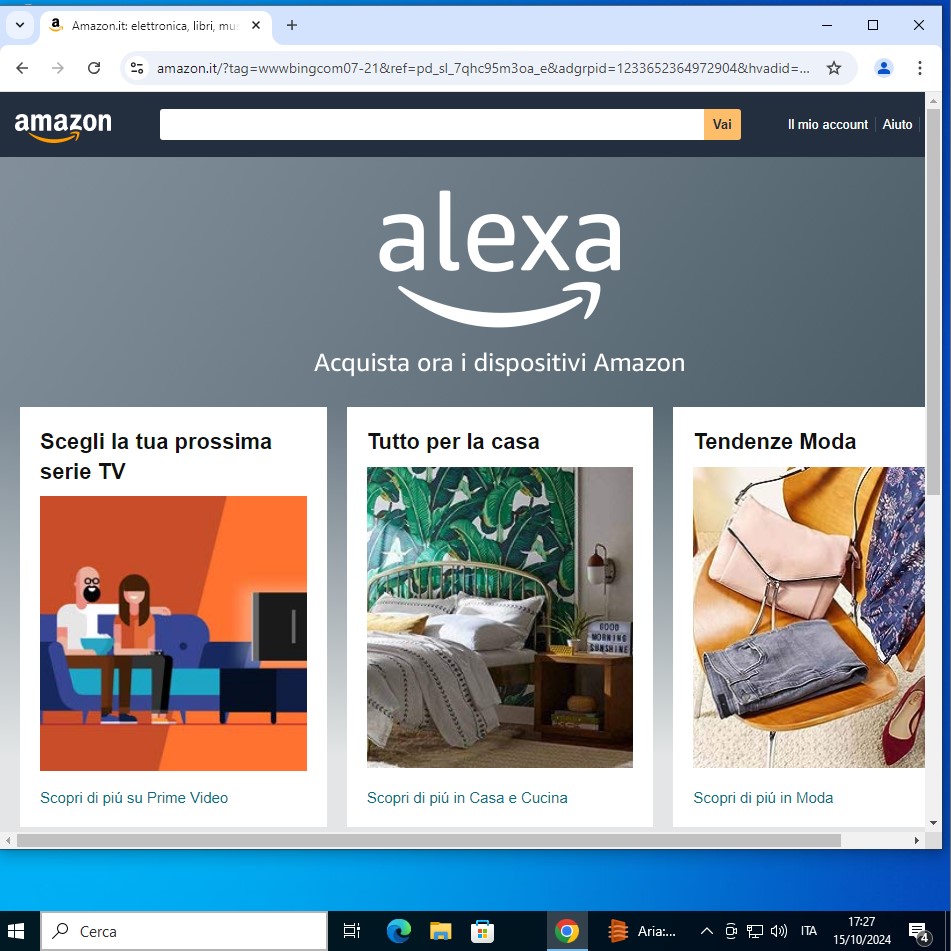 Amazon.it: elettronica, libri, mus
amazon.it/?tag=wwwbingcom07-21&ref=pd_sl_7qhc95m3oa_e&adgrpid=1233652364972904&hvadid=...
amazon
Vai
Il mio account
Aiuto
alexa
Acquista ora i dispositivi Amazon
Scegli la tua prossima
serie TV
Scopri di piú su Prime Video
Tutto per la casa
GOOD
MORNING
SUNSHINE
Scopri di piú in Casa e Cucina
Tendenze Moda
Scopri di piú in Moda
Cerca
Aria:...
ITA
17:27
15/10/2024
4